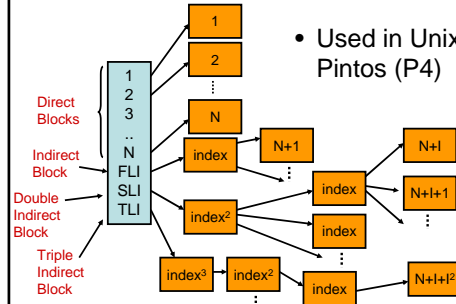 • Used in Unix
Pintos (P4)
Direct
Blocks
Indirect
Block
Double
Indirect
Block
Triple
Indirect
Block
1
2
3
..
N
FLI
SLI
TLI
1
2
N
index
N+1
index²
index
N+I
N+I+1
index
index³
index²
index
N+I+I²